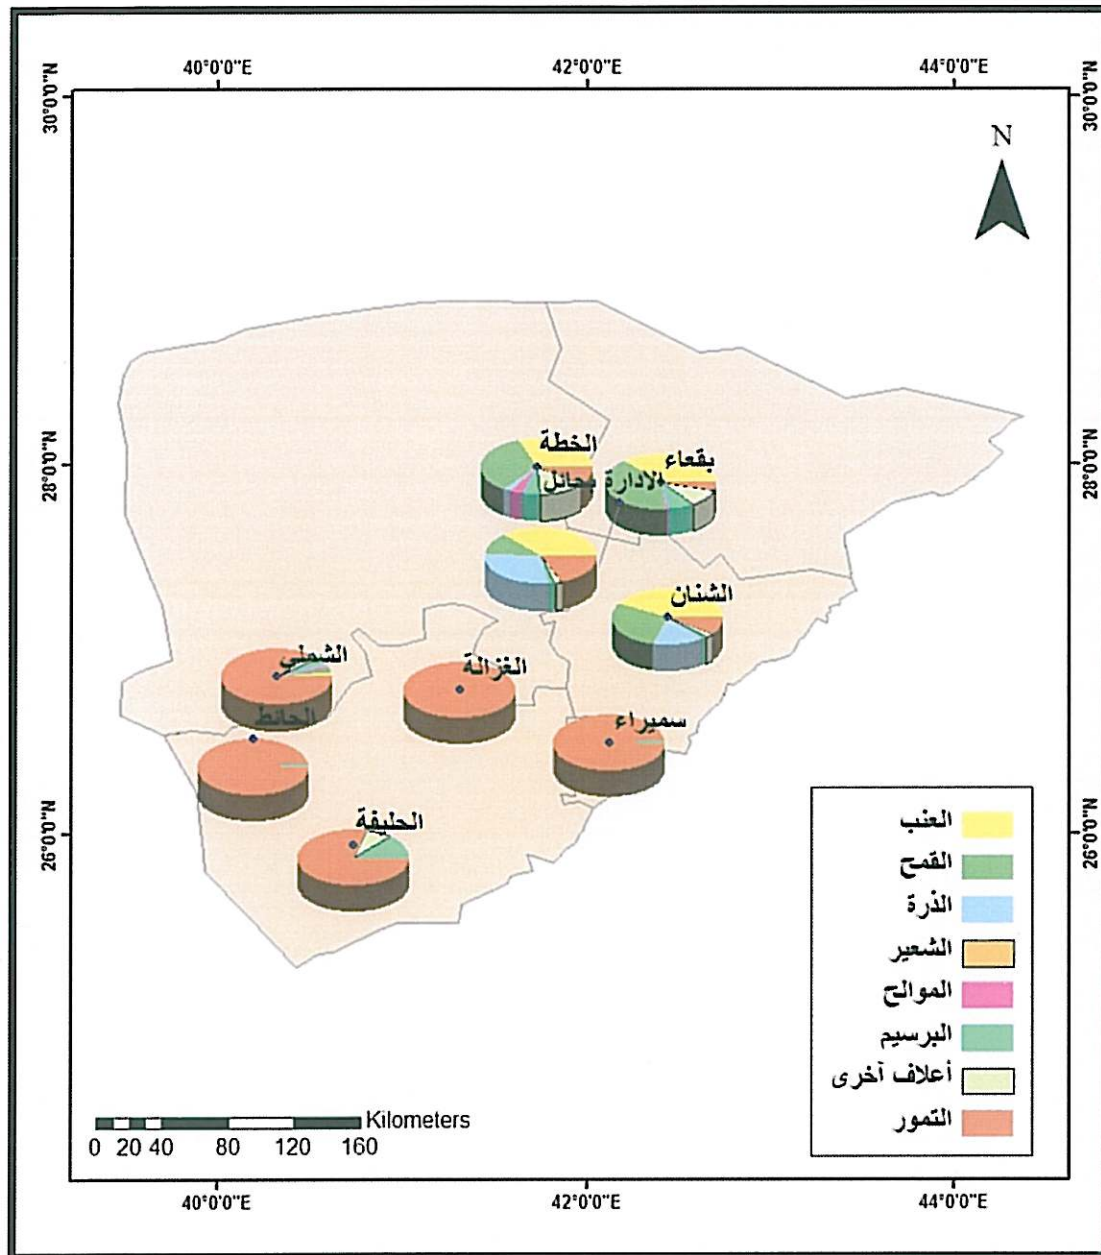 40°0'0"E 42°0'0"E 44°0'0"E
30°0'0"N 30°0'0"N
N
28°0'0"N 28°0'0"N
الخطة
بقعاء
الادارة بحائل
الشنان
الشملي
الغزالة
الحائط
سميراء
الحليفة
26°0'0"N 26°0'0"N
العنب
القمح
الذرة
الشعير
الموالح
البرسيم
أعلاف آخرى
التمور
Kilometers
0 20 40 80 120 160
40°0'0"E 42°0'0"E 44°0'0"E